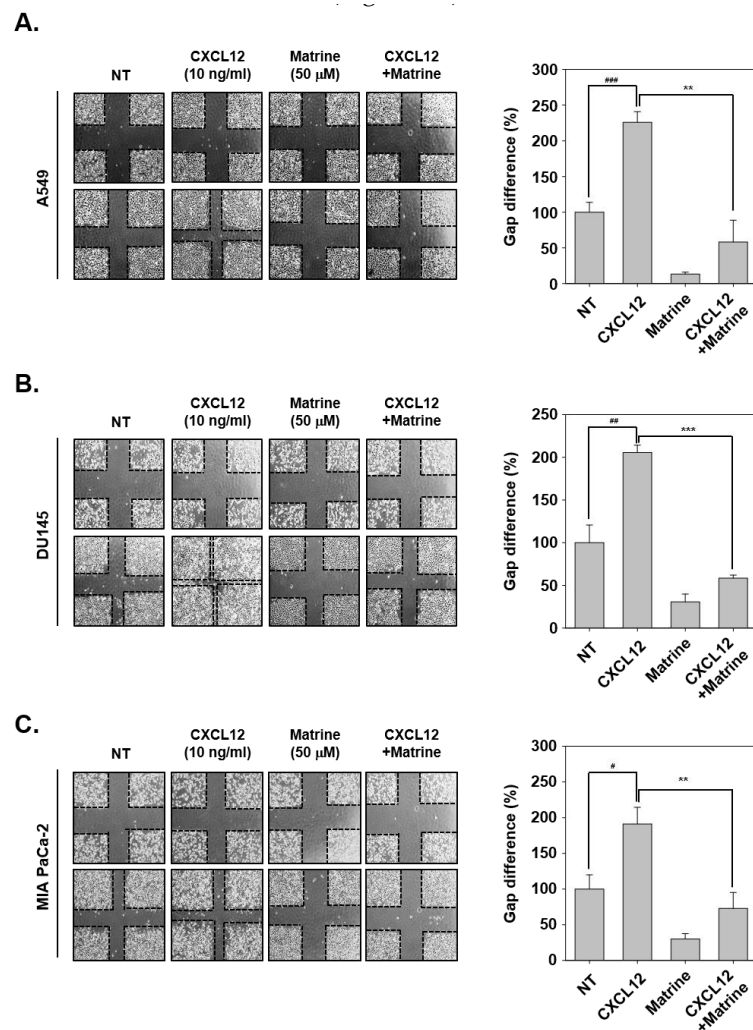 A.
NT
CXCL12
(10 ng/ml)
Matrine
(50 μM)
CXCL12
+Matrine
A549
Gap difference (%)
300
250
200
150
100
50
0
###
**
NT
CXCL12
Matrine
CXCL12
+Matrine
B.
NT
CXCL12
(10 ng/ml)
Matrine
(50 μM)
CXCL12
+Matrine
DU145
Gap difference (%)
250
200
150
100
50
0
##
***
NT
CXCL12
Matrine
CXCL12
+Matrine
C.
NT
CXCL12
(10 ng/ml)
Matrine
(50 μM)
CXCL12
+Matrine
MIA PaCa-2
Gap difference (%)
300
250
200
150
100
50
0
#
**
NT
CXCL12
Matrine
CXCL12
+Matrine